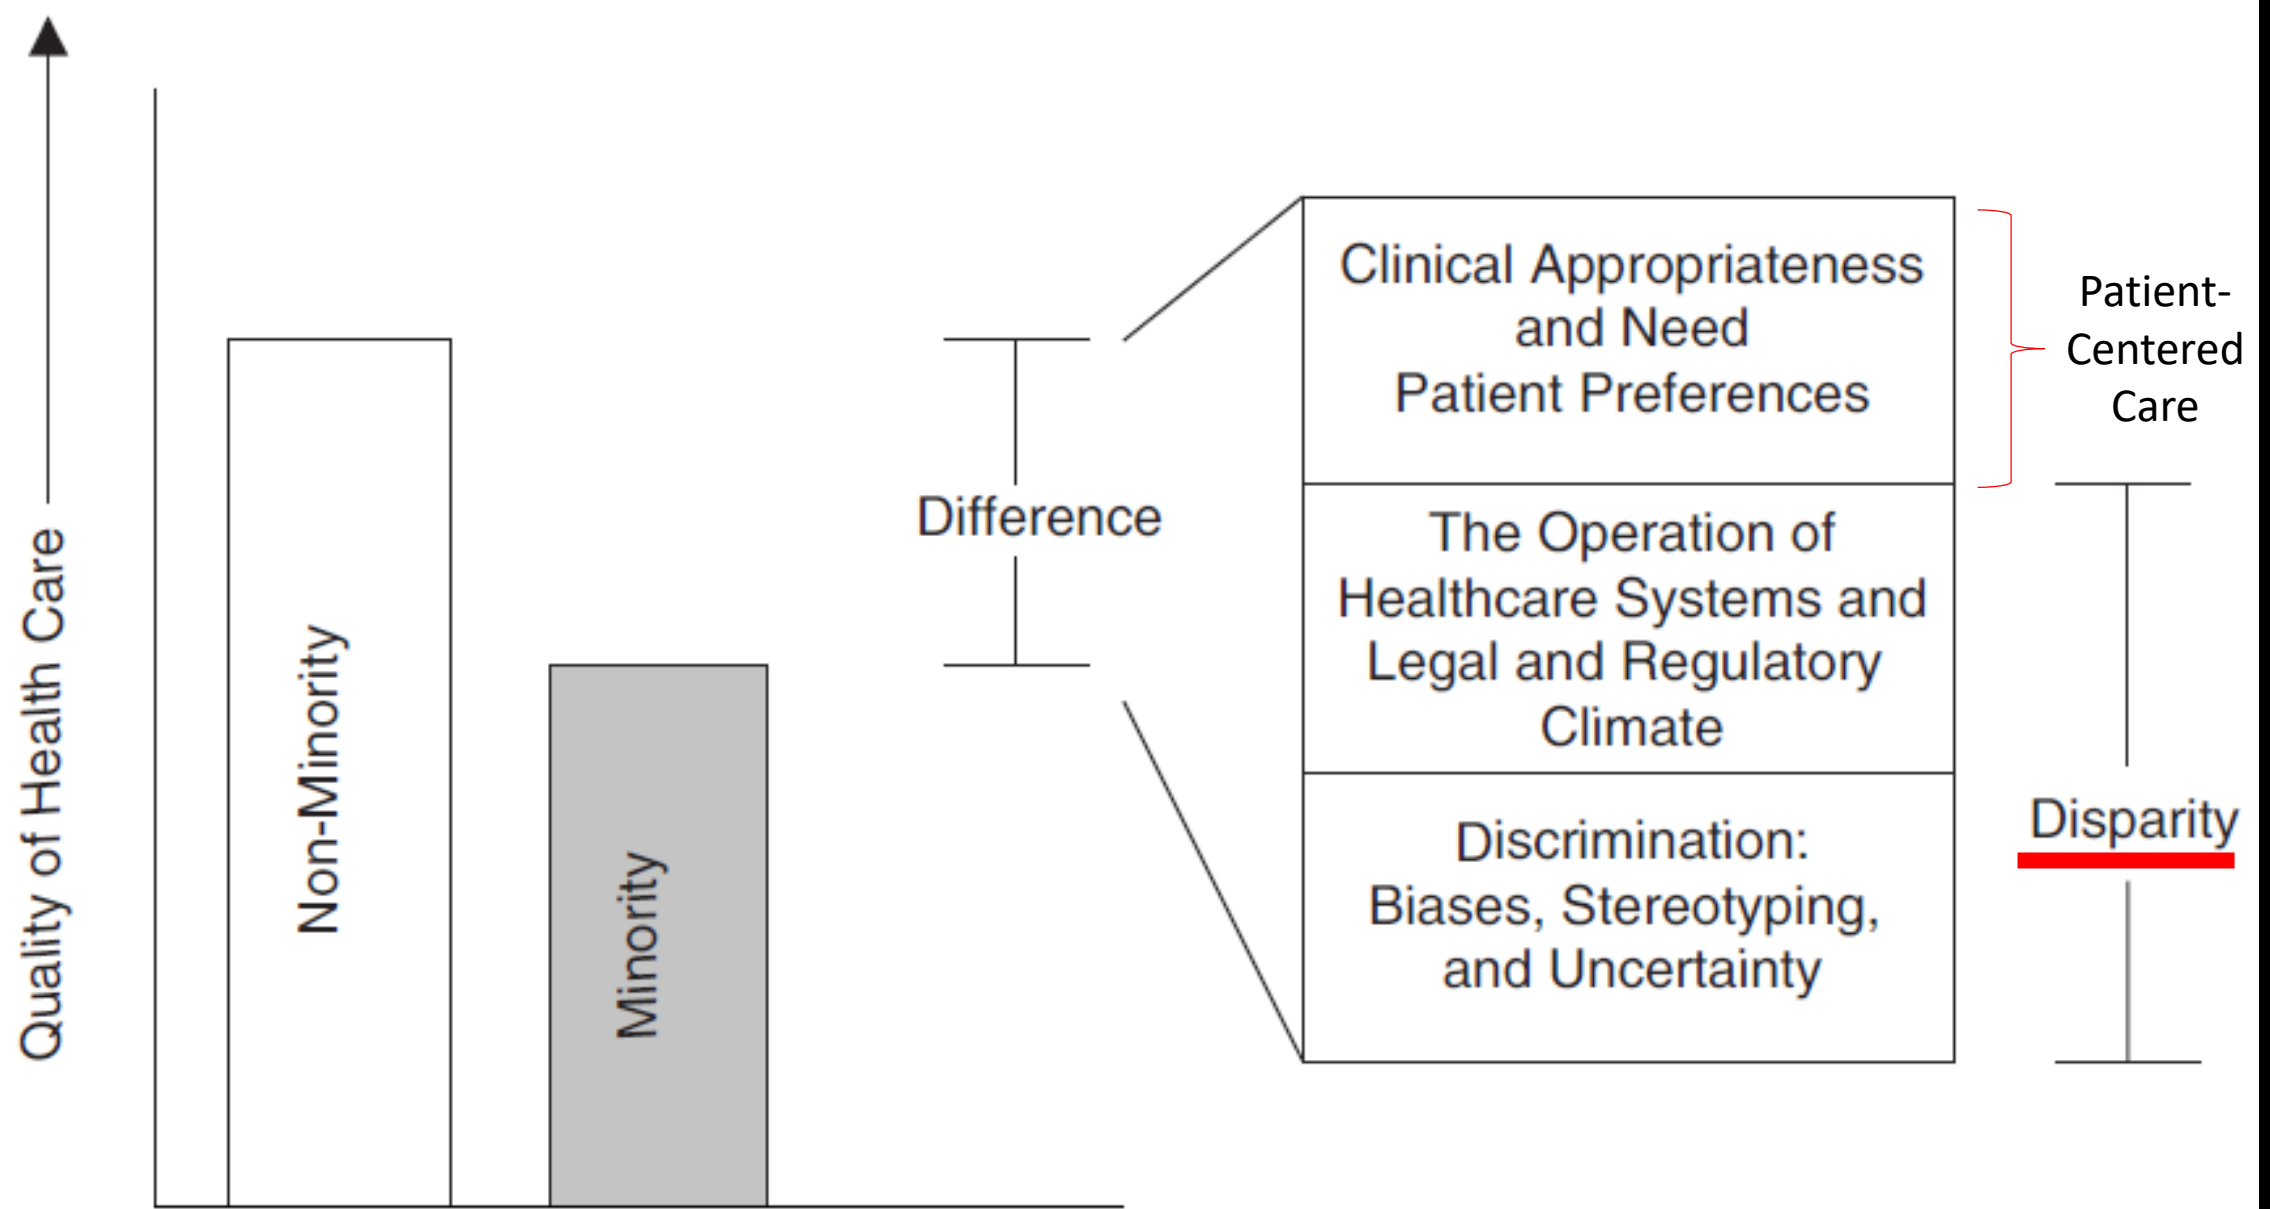 Quality of Health Care
Non-Minority
Minority
Difference
Clinical Appropriateness
and Need
Patient Preferences
The Operation of
Healthcare Systems and
Legal and Regulatory
Climate
Discrimination:
Biases, Stereotyping,
and Uncertainty
Patient-
Centered
Care
Disparity